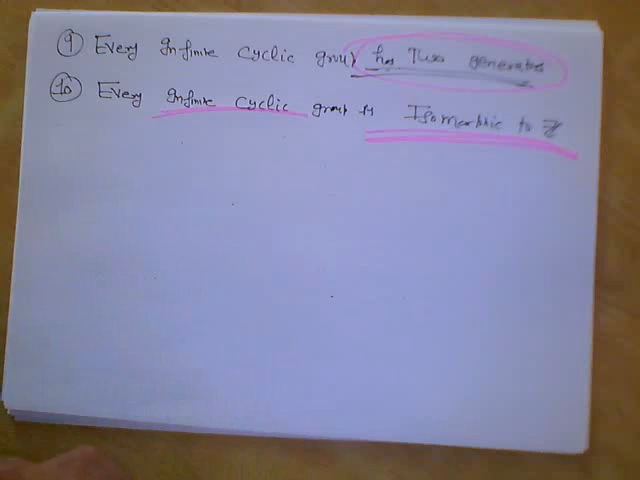 9 Every Infinite cyclic group has Two generators
10 Every Infinite cyclic group is Isomorphic to Z